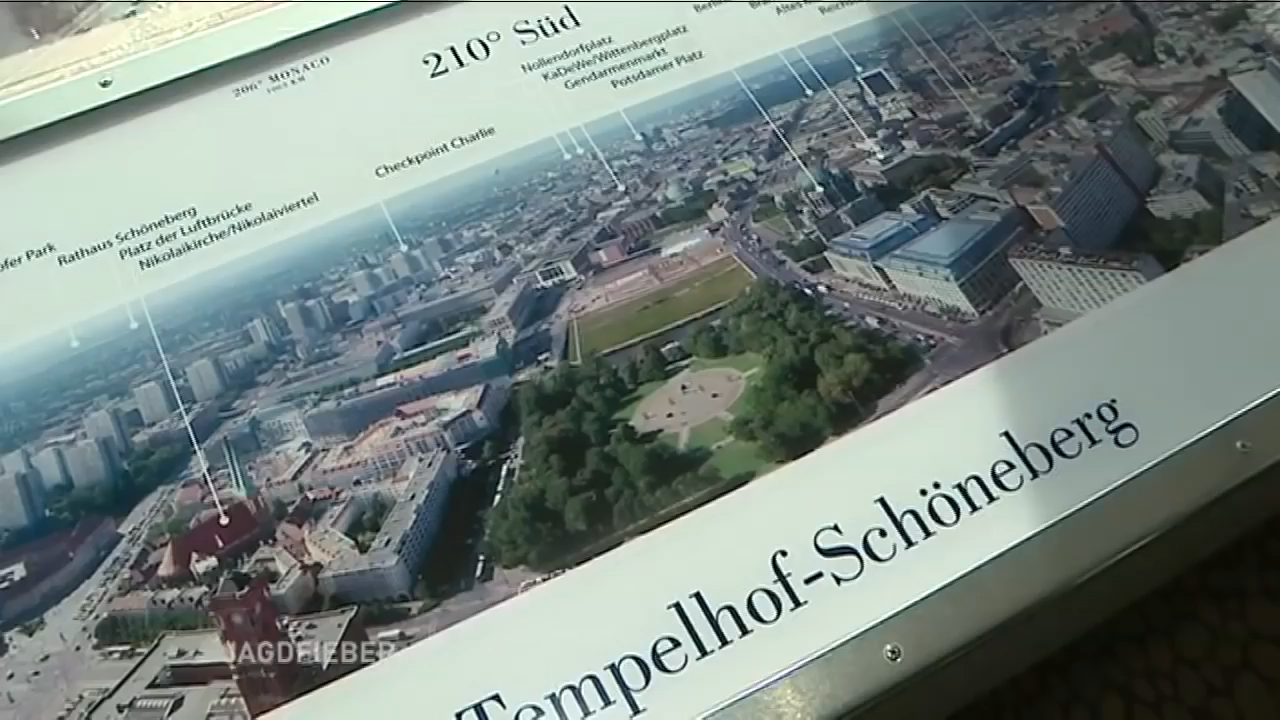 210° Süd
206° MONACO
Nollendorfplatz
KaDeWe/Wittenbergplatz
Gendarmenmarkt
Potsdamer Platz
Checkpoint Charlie
Rathaus Schöneberg
Platz der Luftbrücke
Nikolaikirche/Nikolaiviertel
Park
Tempelhof-Schöneberg
JAGDFIEBER